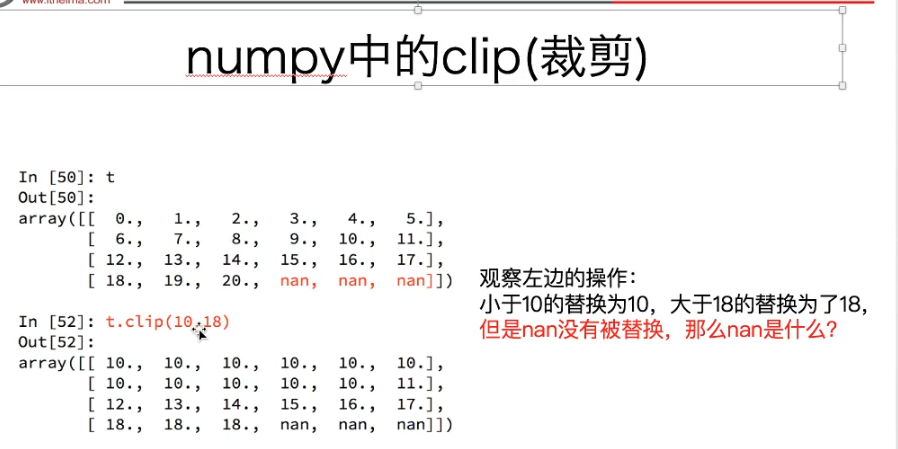 www.itheima.com
numpy中的clip(裁剪)
In [50]: t
Out[50]:
array([[ 0., 1., 2., 3., 4., 5.],
[ 6., 7., 8., 9., 10., 11.],
[ 12., 13., 14., 15., 16., 17.],
[ 18., 19., 20., nan, nan, nan]])
In [52]: t.clip(10,18)
Out[52]:
array([[ 10., 10., 10., 10., 10., 10.],
[ 10., 10., 10., 10., 10., 11.],
[ 12., 13., 14., 15., 16., 17.],
[ 18., 18., 18., nan, nan, nan]])
观察左边的操作：
小于10的替换为10，大于18的替换为了18，
但是nan没有被替换，那么nan是什么？